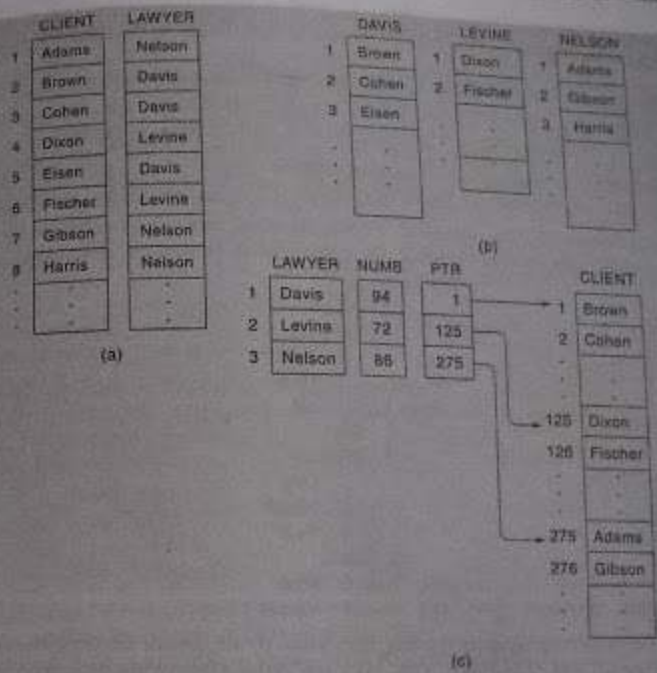 CLIENT LAWYER
1 Adams Nelson
2 Brown Davis
3 Cohen Davis
4 Dixon Levine
5 Eisen Davis
6 Fischer Levine
7 Gibson Nelson
8 Harris Nelson
(a)
DAVIS
1 Brown
2 Cohen
3 Eisen
LEVINE
1 Dixon
2 Fischer
NELSON
1 Adams
2 Gibson
3 Harris
(b)
LAWYER NUMB PTR
1 Davis 94 1
2 Levine 72 125
3 Nelson 86 275
CLIENT
1 Brown
2 Cohen
125 Dixon
126 Fischer
275 Adams
276 Gibson
(c)